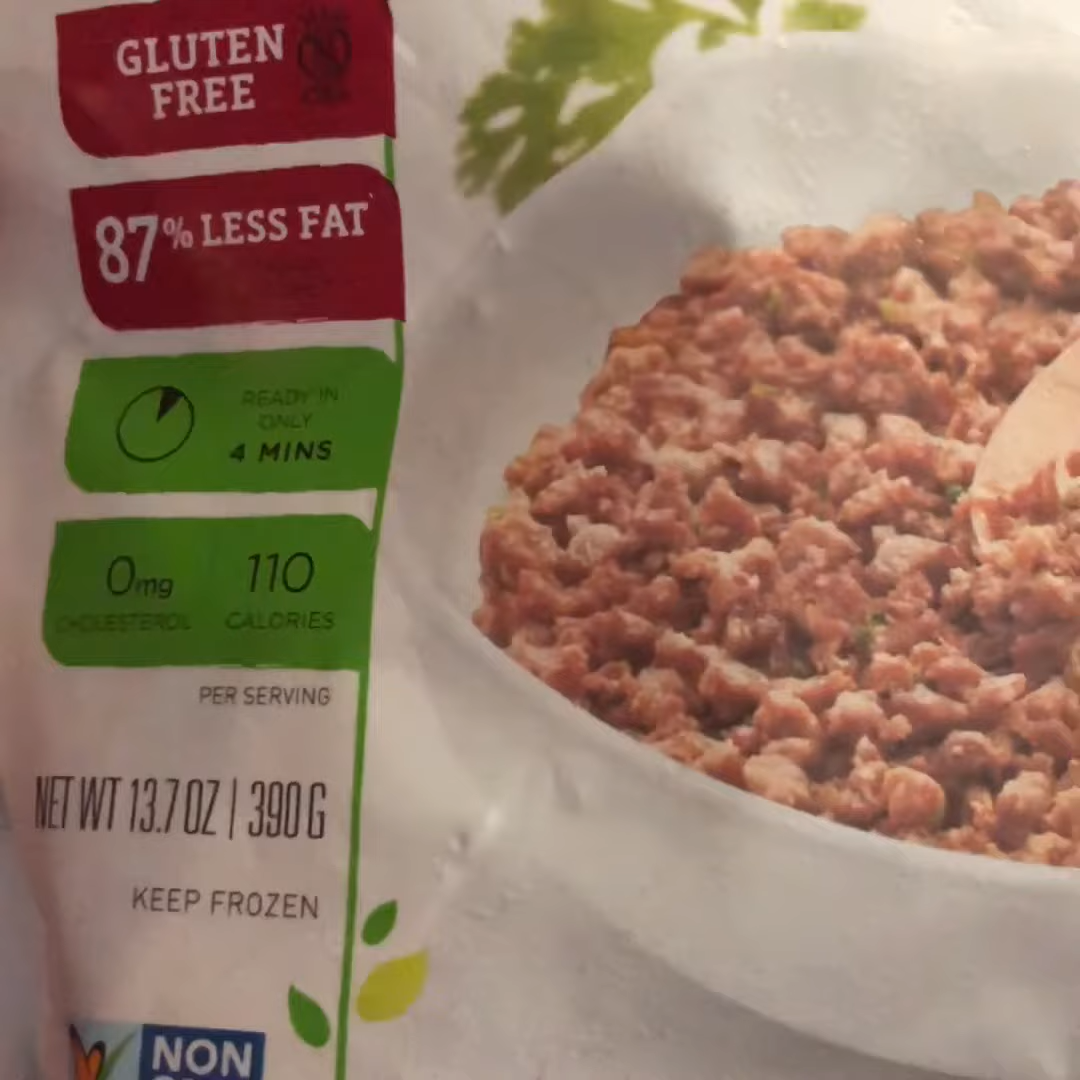 GLUTEN
FREE
87% LESS FAT
READY IN
ONLY
4 MINS
0mg 110
CHOLESTEROL CALORIES
PER SERVING
NET WT 13.7 OZ | 390 G
KEEP FROZEN
NON